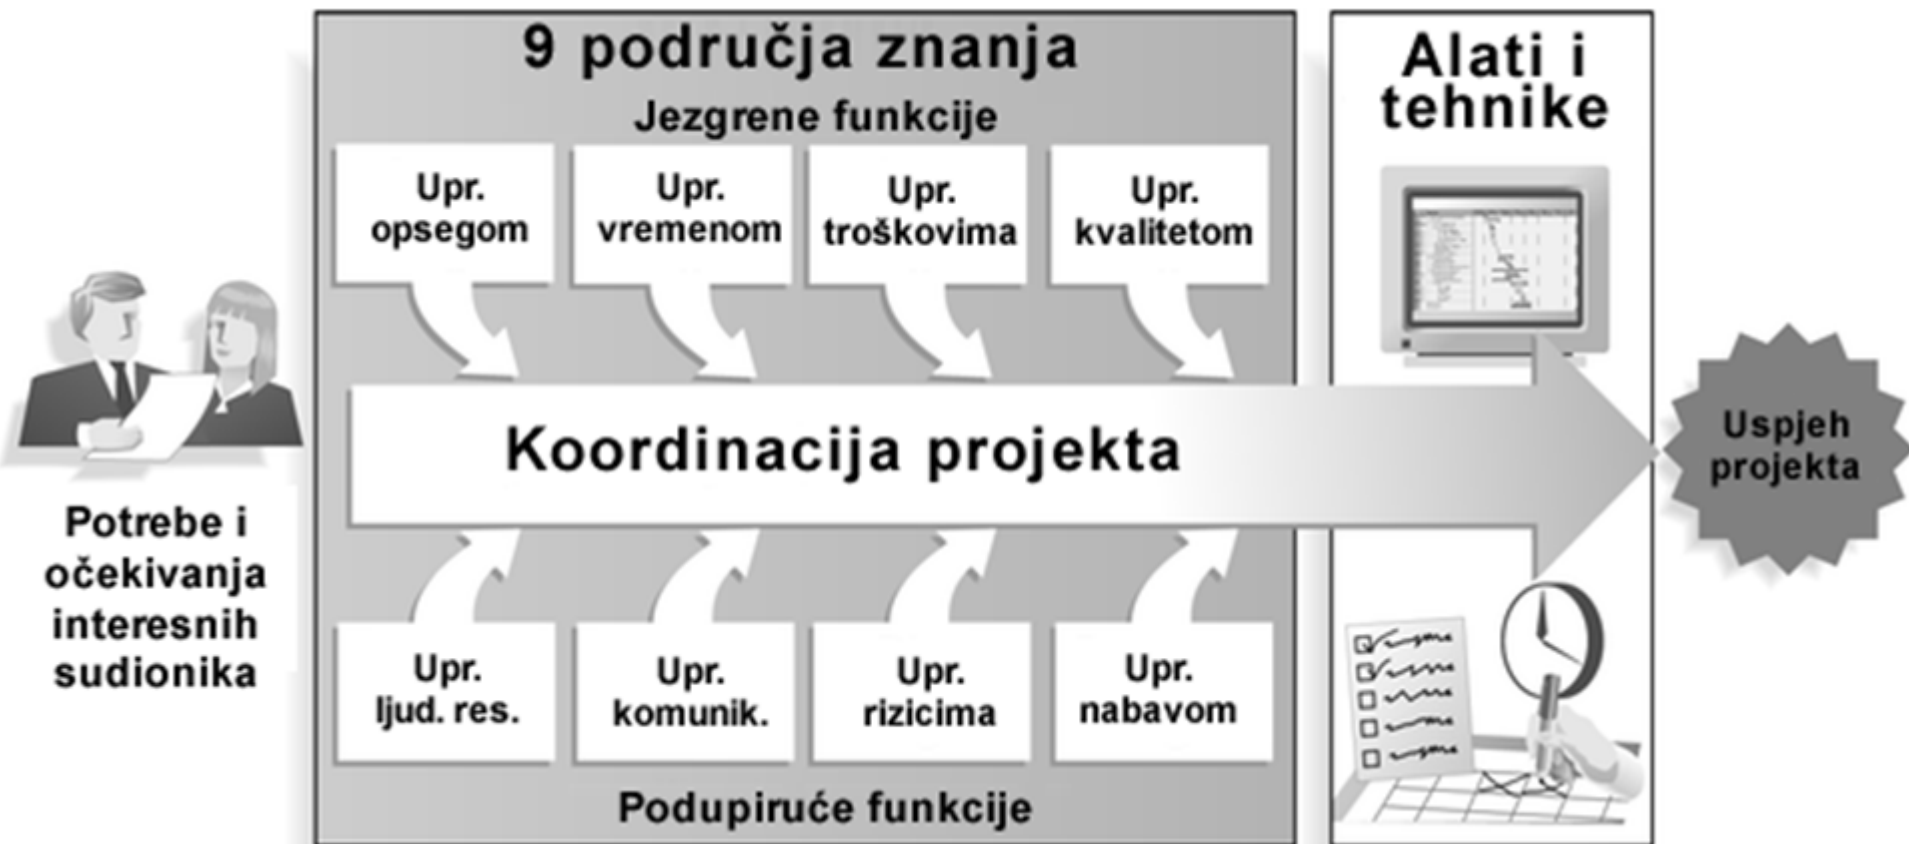 9 područja znanja
Jezgrene funkcije
Upr.
opsegom
Upr.
vremenom
Upr.
troškovima
Upr.
kvalitetom
Koordinacija projekta
Upr.
ljud. res.
Upr.
komunik.
Upr.
rizicima
Upr.
nabavom
Podupiruće funkcije
Potrebe i
očekivanja
interesnih
sudionika
Alati i
tehnike
Uspjeh
projekta